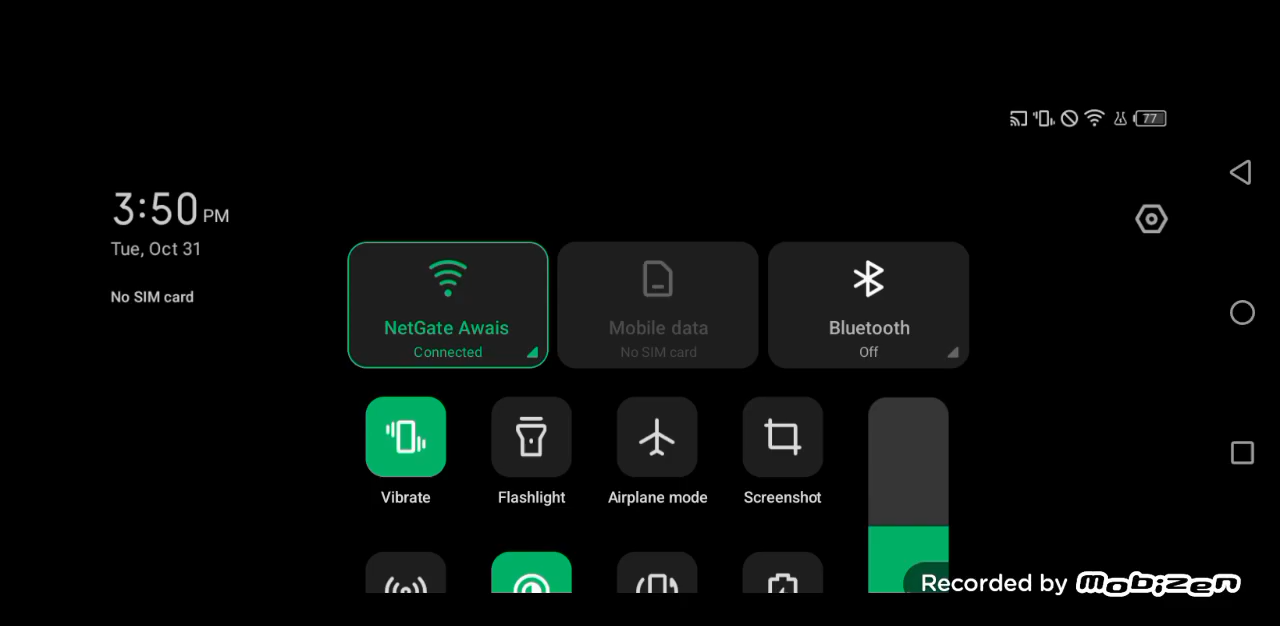 77
3:50 PM
Tue, Oct 31
No SIM card
NetGate Awais
Connected
Mobile data
No SIM card
Bluetooth
Off
Vibrate
Flashlight
Airplane mode
Screenshot
Recorded by mobizen